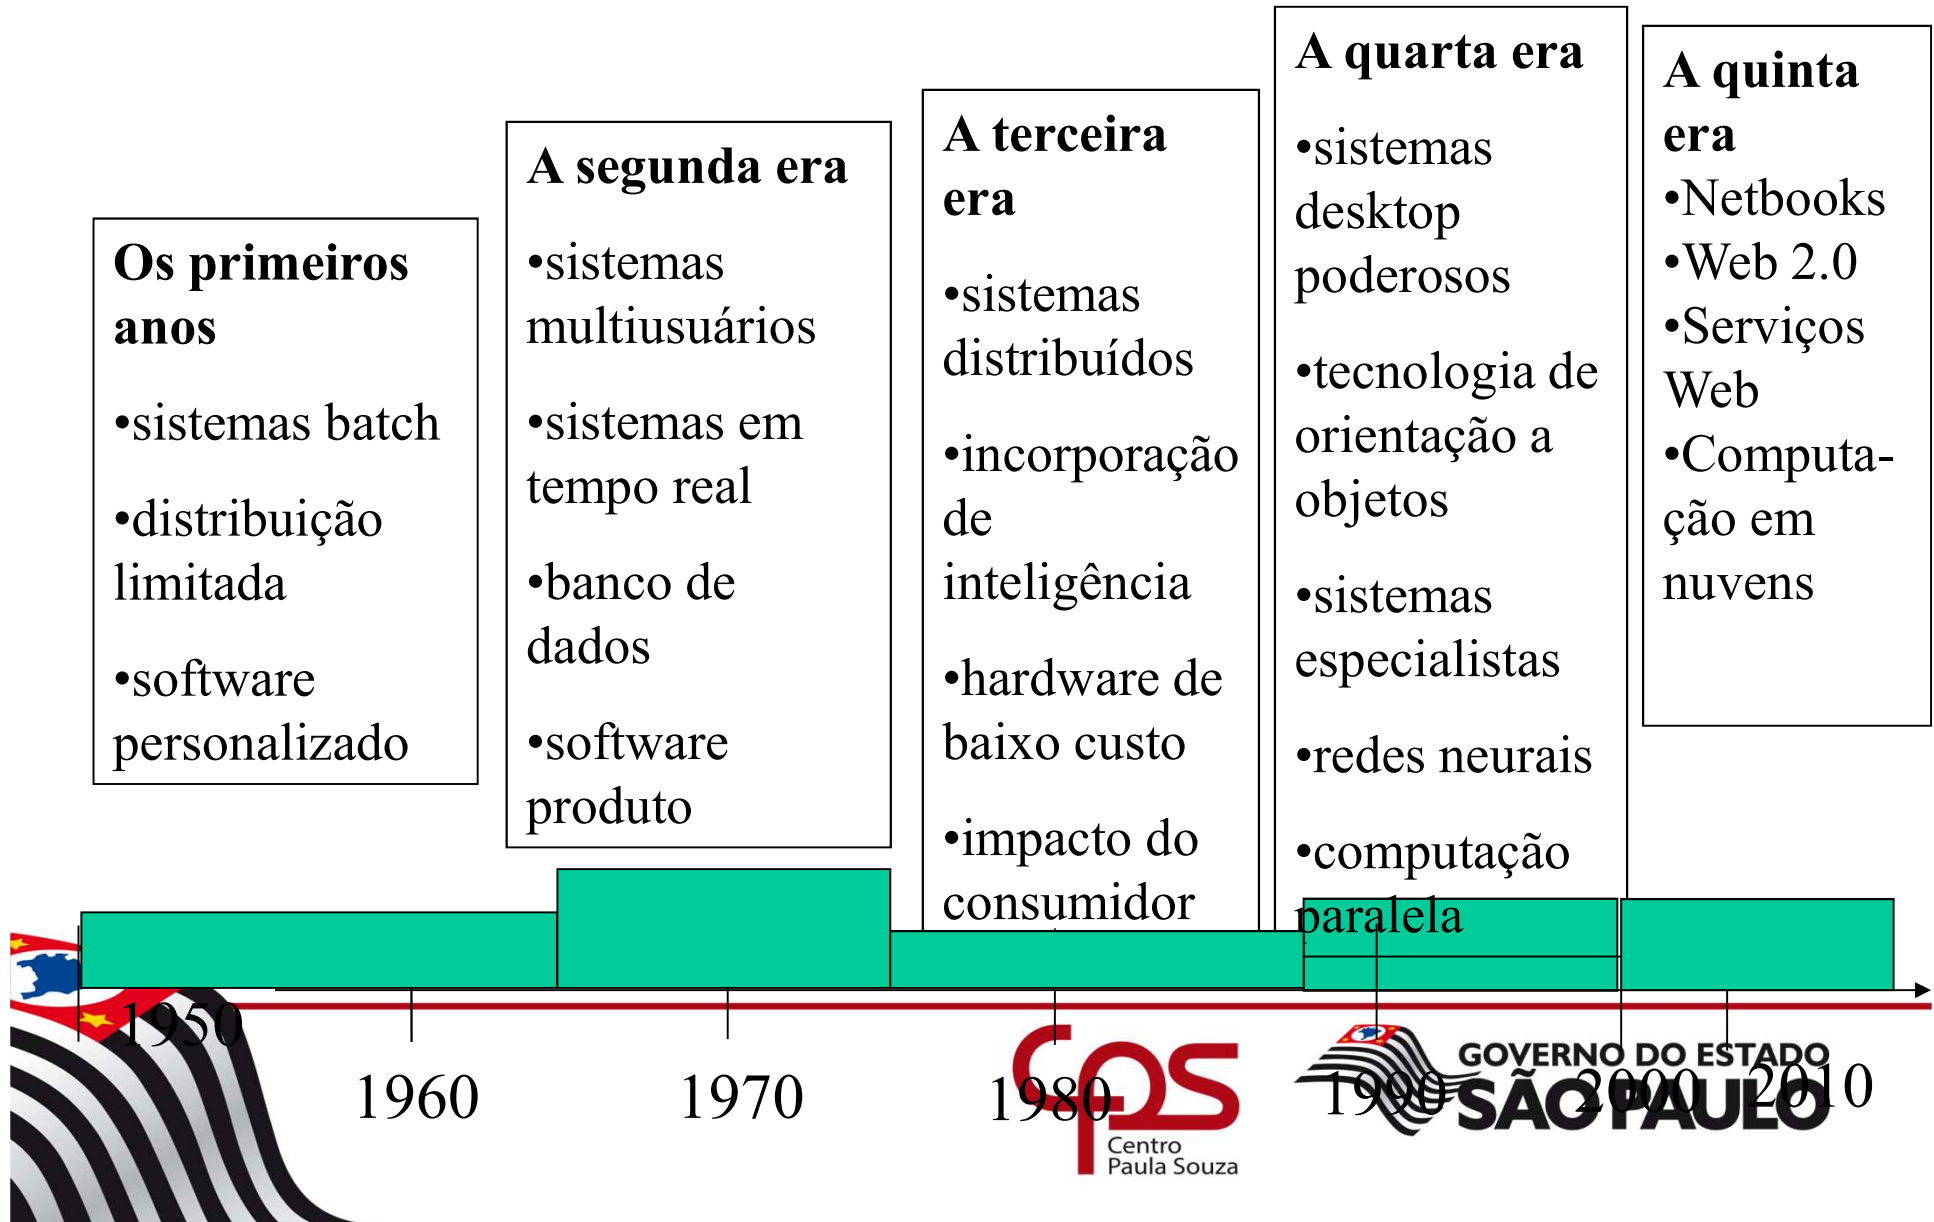 Os primeiros
anos
•sistemas batch
•distribuição
limitada
•software
personalizado
A segunda era
•sistemas
multiusuários
•sistemas em
tempo real
•banco de
dados
•software
produto
A terceira
era
•sistemas
distribuídos
•incorporação
de
inteligência
•hardware de
baixo custo
•impacto do
consumidor
A quarta era
•sistemas
desktop
poderosos
•tecnologia de
orientação a
objetos
•sistemas
especialistas
•redes neurais
•computação
paralela
A quinta
era
•Netbooks
•Web 2.0
•Serviços
Web
•Computa-
ção em
nuvens
1950
1960
1970
1980
1990
2000
2010
cps
Centro
Paula Souza
GOVERNO DO ESTADO
SÃO PAULO